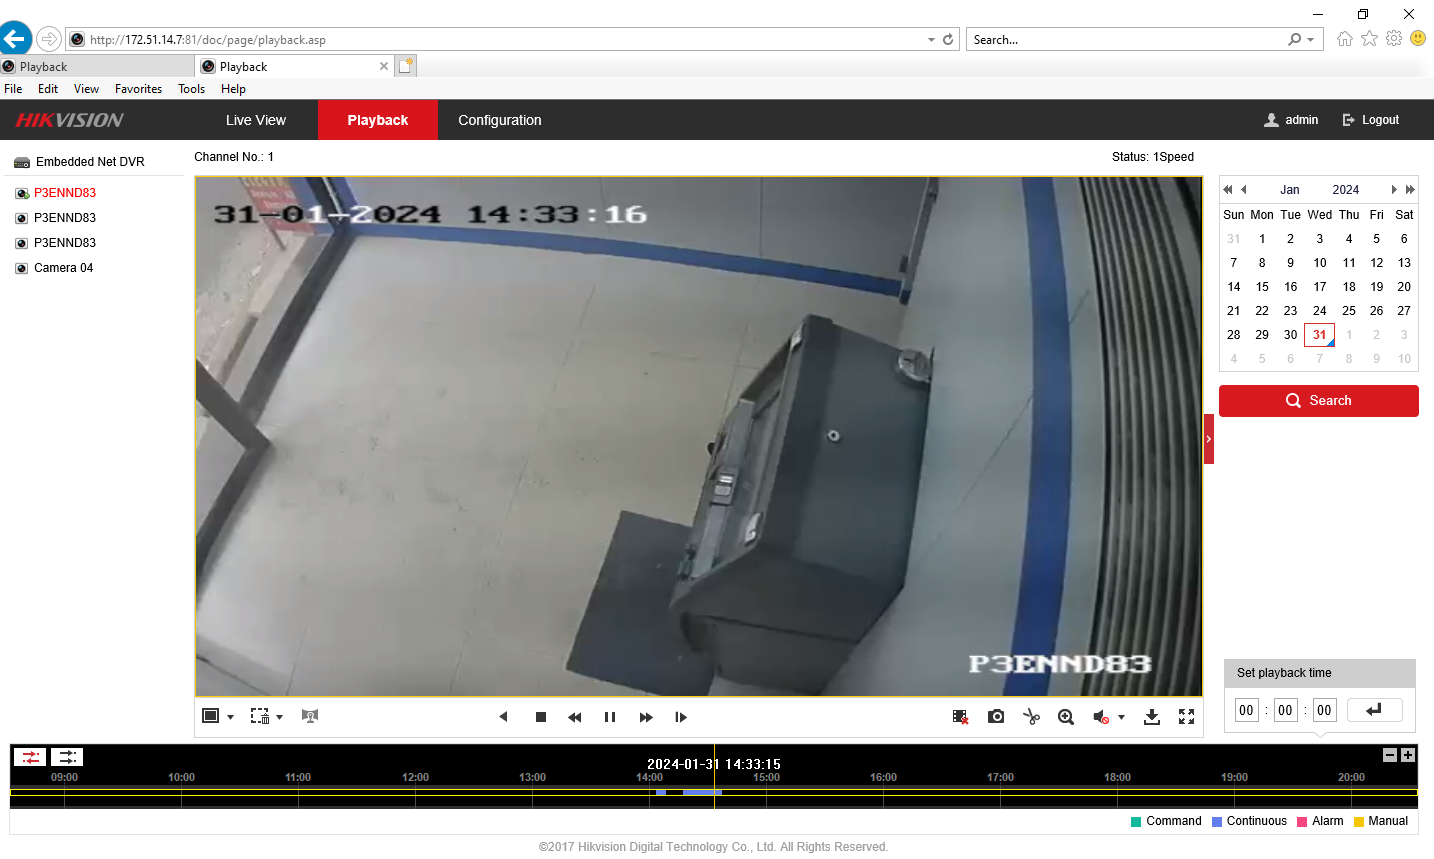 http://172.51.14.7:81/doc/page/playback.asp
Search...
Playback
Playback
File Edit View Favorites Tools Help
HIKVISION
Live View
Playback
Configuration
admin
Logout
Embedded Net DVR
P3ENND83
P3ENND83
P3ENND83
Camera 04
Channel No.: 1
Status: 1Speed
31-01-2024 14:33:16
P3ENND83
Jan 2024
Sun Mon Tue Wed Thu Fri Sat
31 1 2 3 4 5 6
7 8 9 10 11 12 13
14 15 16 17 18 19 20
21 22 23 24 25 26 27
28 29 30 31 1 2 3
4 5 6 7 8 9 10
Search
Set playback time
00 : 00 : 00
2024-01-31 14:33:15
09:00 10:00 11:00 12:00 13:00 14:00 15:00 16:00 17:00 18:00 19:00 20:00
Command Continuous Alarm Manual
©2017 Hikvision Digital Technology Co., Ltd. All Rights Reserved.